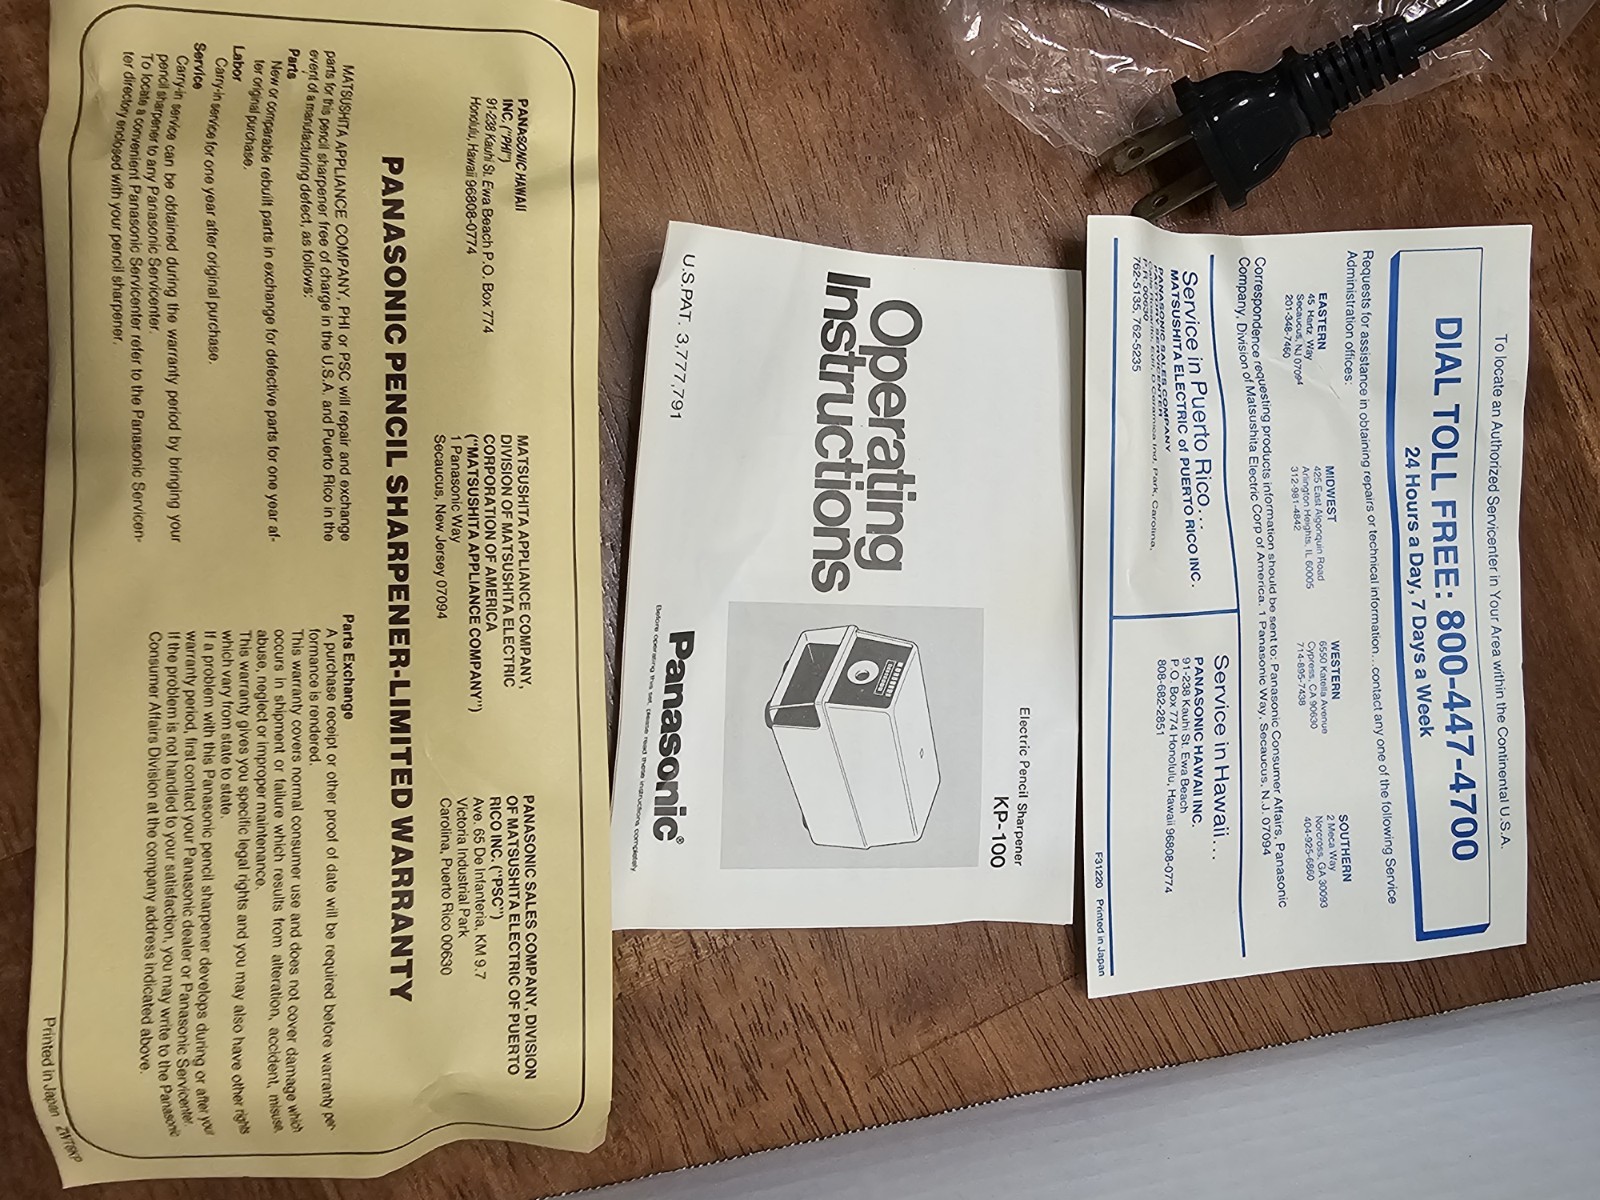 PANASONIC HAWAII
INC. ("PHI")
91-238 Kauhi St. Ewa Beach P.O. Box 774
Honolulu, Hawaii 96808-0774
MATSUSHITA APPLIANCE COMPANY,
DIVISION OF MATSUSHITA ELECTRIC
CORPORATION OF AMERICA
("MATSUSHITA APPLIANCE COMPANY")
1 Panasonic Way
Secaucus, New Jersey 07094
PANASONIC SALES COMPANY, DIVISION
OF MATSUSHITA ELECTRIC OF PUERTO
RICO INC. ("PSC")
Ave. 65 De Infanteria, KM 9.7
Victoria Industrial Park
Carolina, Puerto Rico 00630
PANASONIC PENCIL SHARPENER-LIMITED WARRANTY
MATSUSHITA APPLIANCE COMPANY, PHI or PSC will repair and exchange
parts for this pencil sharpener free of charge in the U.S.A. and Puerto Rico in the
event of a manufacturing defect, as follows:
Parts
New or comparable rebuilt parts in exchange for defective parts for one year af-
ter original purchase.
Labor
Carry-in service for one year after original purchase.
Service
Carry-in service can be obtained during the warranty period by bringing your
pencil sharpener to any Panasonic Servicenter.
To locate a convenient Panasonic Servicenter refer to the Panasonic Servicen-
ter directory enclosed with your pencil sharpener.
Parts Exchange
A purchase receipt or other proof of date will be required before warranty per-
formance is rendered.
This warranty covers normal consumer use and does not cover damage which
occurs in shipment or failure which results from alteration, accident, misuse,
abuse, neglect or improper maintenance.
This warranty gives you specific legal rights and you may also have other rights
which vary from state to state.
If a problem with this Panasonic pencil sharpener develops during or after your
warranty period, first contact your Panasonic dealer or Panasonic Servicenter.
If the problem is not handled to your satisfaction, you may write to the Panasonic
Consumer Affairs Division at the company address indicated above.
Printed in Japan ZWT6KP
Electric Pencil Sharpener
KP-100
Operating
Instructions
U.S.PAT. 3,777,791
Panasonic®
Before operating this set, please read these instructions completely
To locate an Authorized Servicenter in Your Area within the Continental U.S.A.
DIAL TOLL FREE: 800-447-4700
24 Hours a Day, 7 Days a Week
Requests for assistance in obtaining repairs or technical information...contact any one of the following Service
Administration offices:
EASTERN
45 Hartz Way
Secaucus, NJ 07094
201-348-7460
MIDWEST
425 East Algonquin Road
Arlington Heights, IL 60005
312-981-4842
WESTERN
6550 Katella Avenue
Cypress, CA 90630
714-895-7438
SOUTHERN
2 Meca Way
Norcross, GA 30093
404-925-6860
Correspondence requesting products information should be sent to: Panasonic Consumer Affairs, Panasonic
Company, Division of Matsushita Electric Corp of America, 1 Panasonic Way, Secaucus, N.J. 07094
Service in Puerto Rico...
MATSUSHITA ELECTRIC of PUERTO RICO INC.
PANASONIC SALES COMPANY
Park, Carolina,
P.R. 00630
762-5135, 762-5235
Service in Hawaii...
PANASONIC HAWAII INC.
91-238 Kauhi St. Ewa Beach
P.O. Box 774 Honolulu, Hawaii 96808-0774
808-682-2851
F31220 Printed in Japan